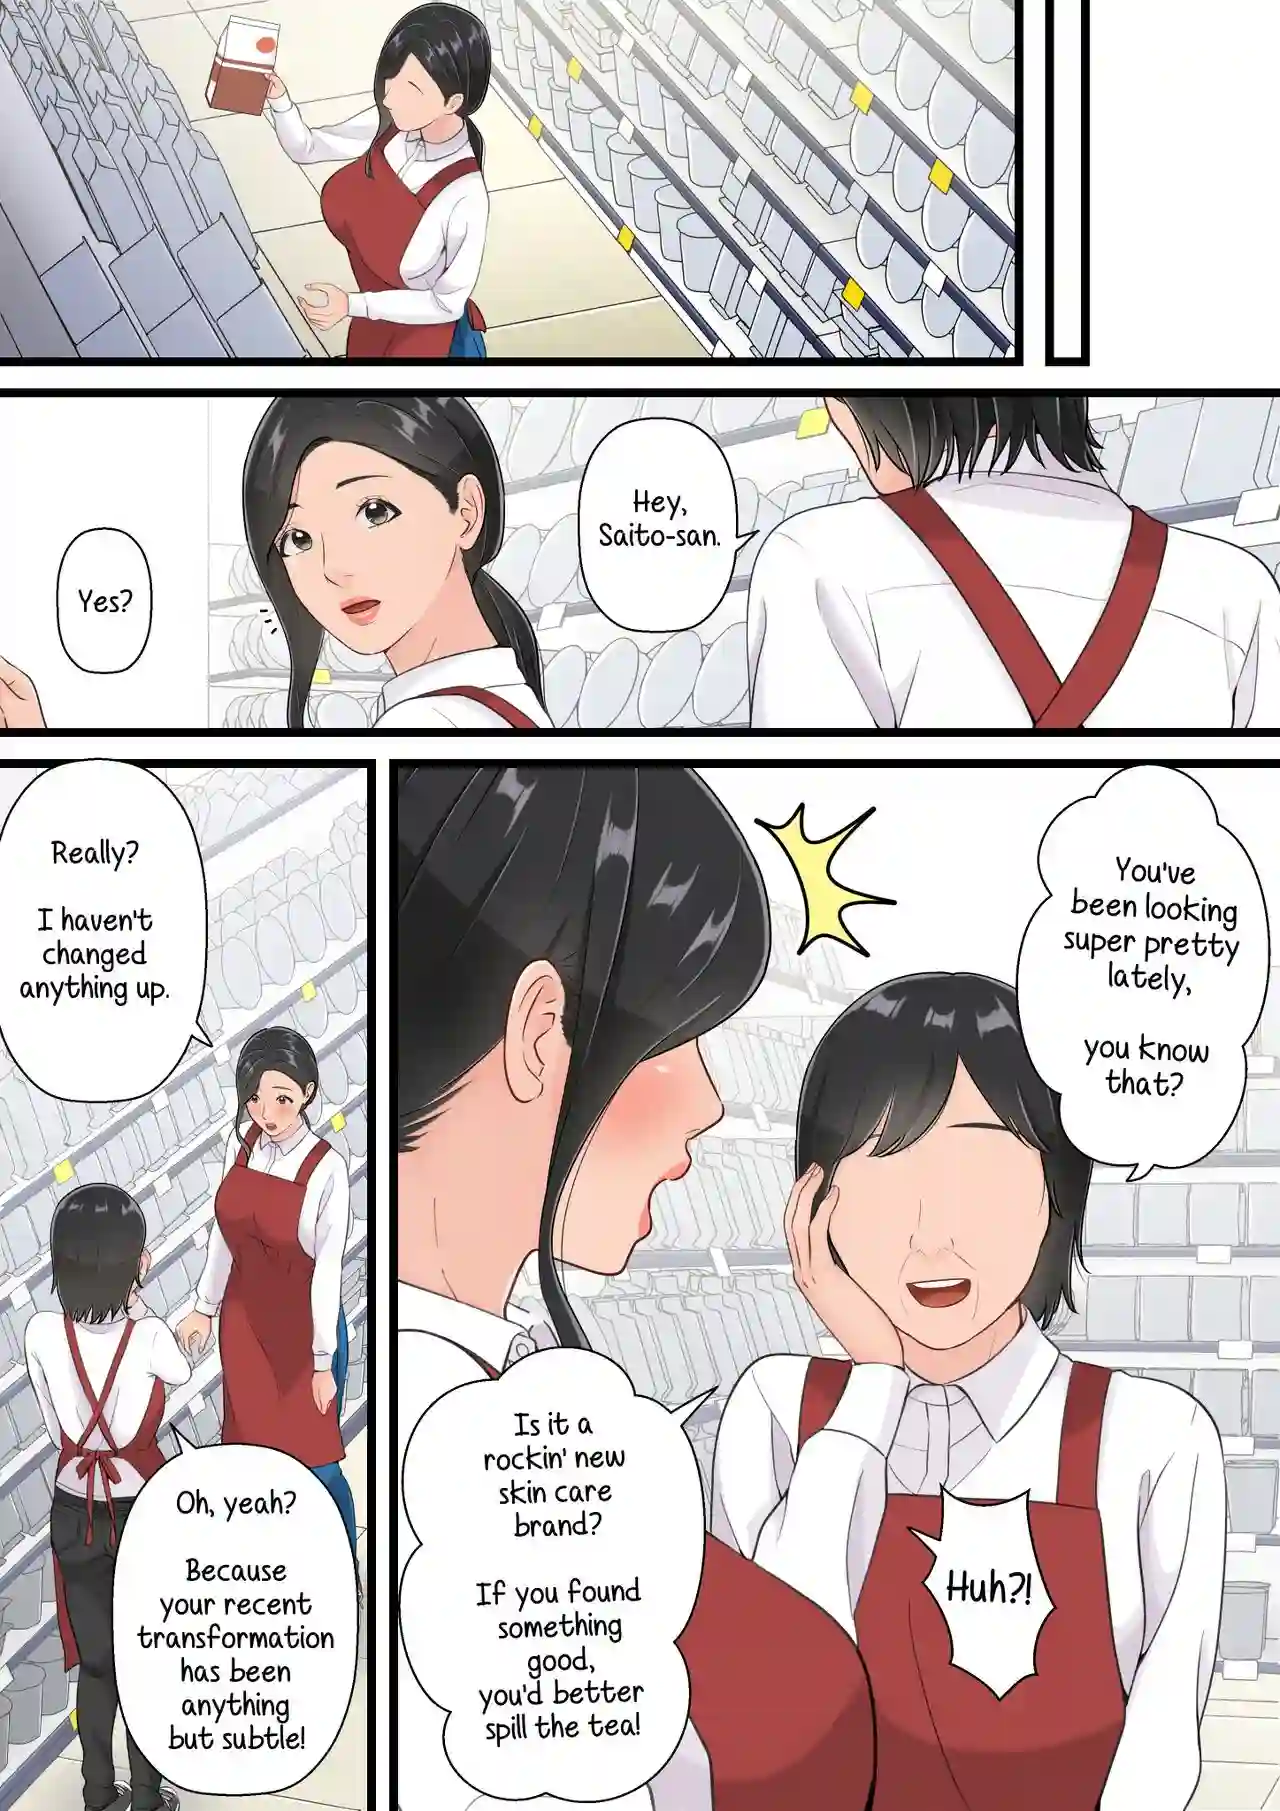 Hey,
Saito-san.
Yes?
You've
been looking
super pretty
lately,
you know
that?
Huh?!
Is it a
rockin' new
skin care
brand?
If you found
something
good,
you'd better
spill the tea!
Really?
I haven't
changed
anything up.
Oh, yeah?
Because
your recent
transformation
has been
anything
but subtle!